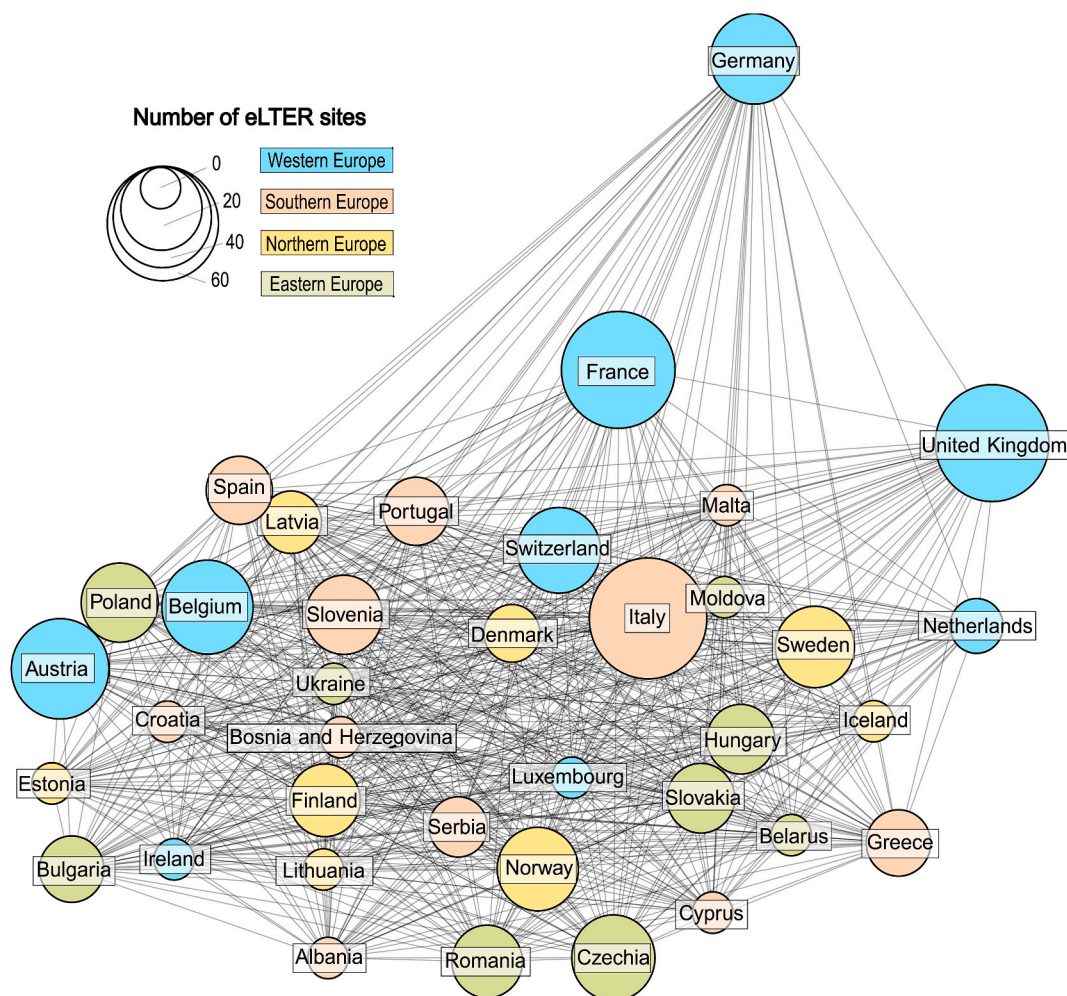 Germany
Number of eLTER sites
0
20
40
60
Western Europe
Southern Europe
Northern Europe
Eastern Europe
France
United Kingdom
Spain
Latvia
Portugal
Malta
Switzerland
Poland
Belgium
Slovenia
Denmark
Italy
Moldova
Sweden
Netherlands
Austria
Ukraine
Croatia
Bosnia and Herzegovina
Iceland
Hungary
Estonia
Finland
Luxembourg
Slovakia
Serbia
Belarus
Greece
Bulgaria
Ireland
Lithuania
Norway
Cyprus
Albania
Romania
Czechia